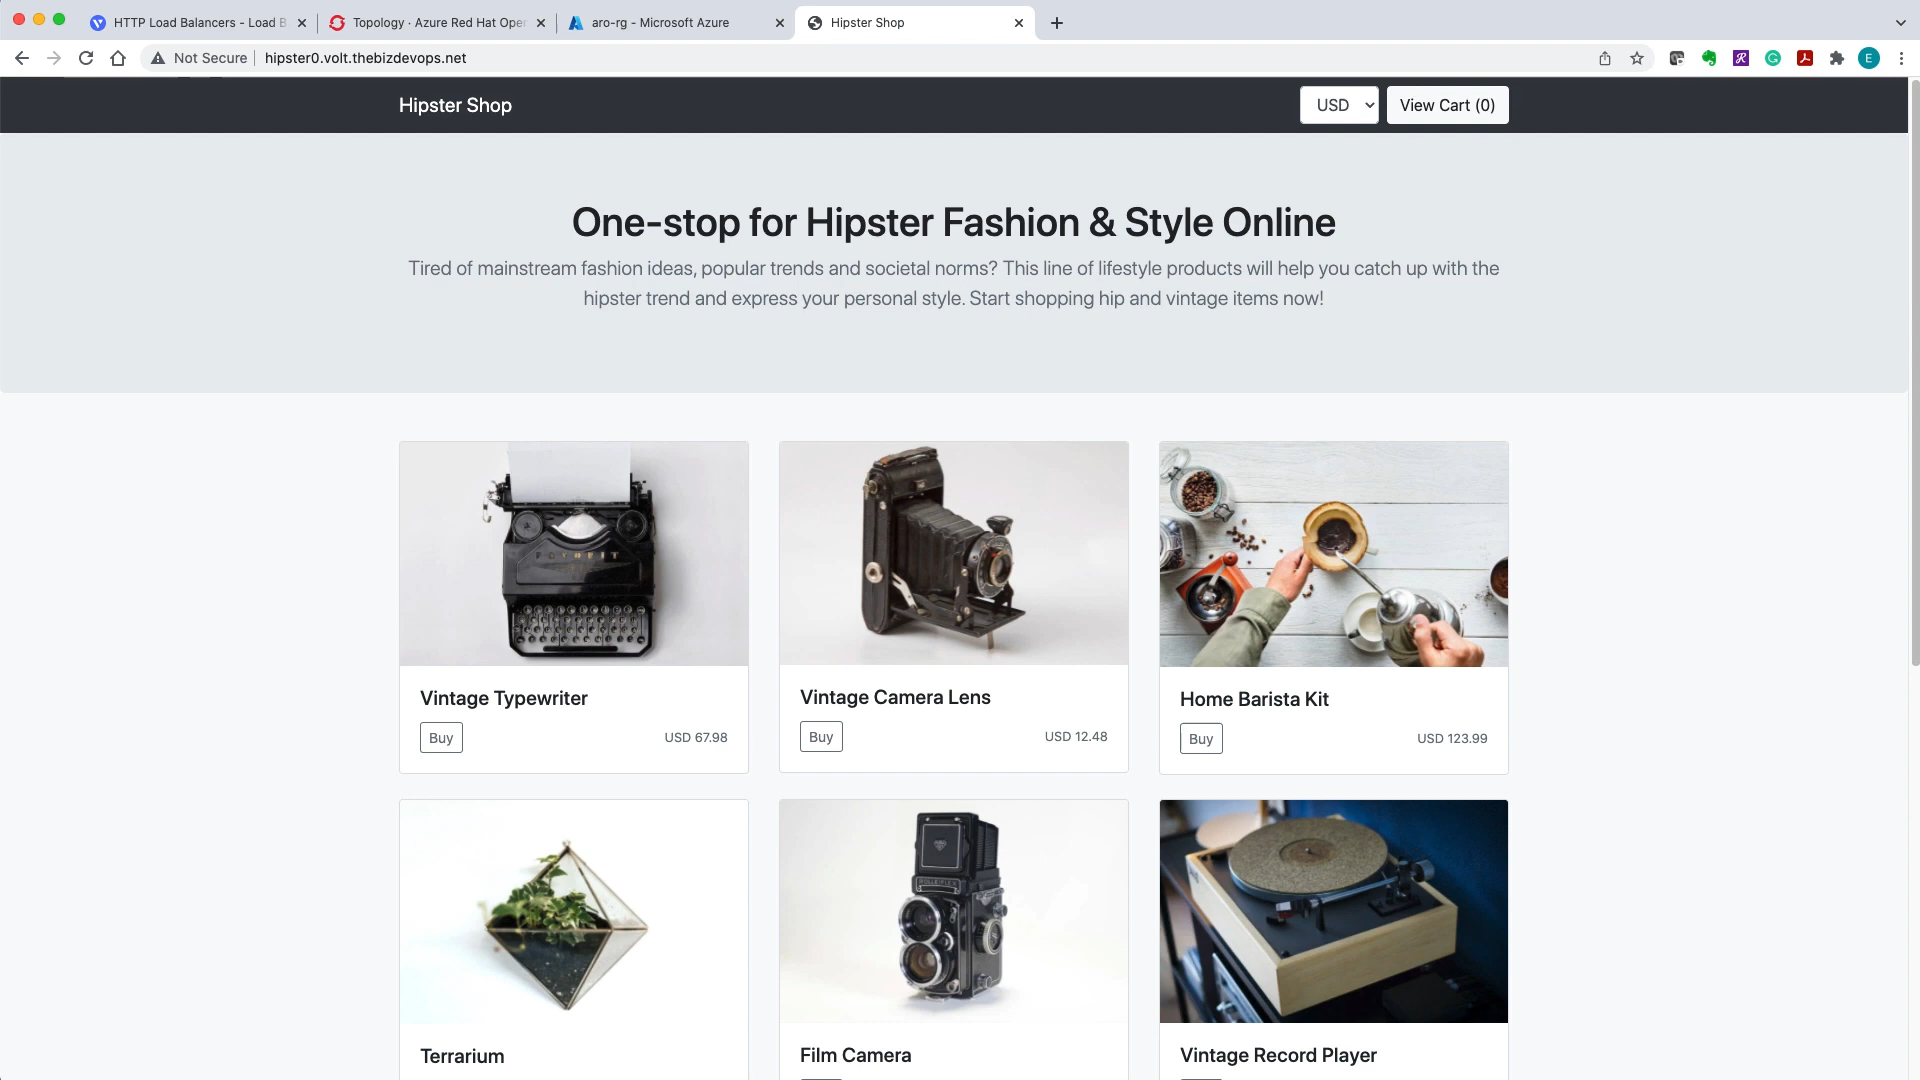 HTTP Load Balancers - Load B
Topology · Azure Red Hat Oper
aro-rg - Microsoft Azure
Hipster Shop
Not Secure
hipster0.volt.thebizdevops.net
E
Hipster Shop
USD
View Cart (0)
One-stop for Hipster Fashion & Style Online
Tired of mainstream fashion ideas, popular trends and societal norms? This line of lifestyle products will help you catch up with the
hipster trend and express your personal style. Start shopping hip and vintage items now!
Vintage Typewriter
Buy
USD 67.98
Vintage Camera Lens
Buy
USD 12.48
Home Barista Kit
Buy
USD 123.99
Terrarium
Film Camera
Vintage Record Player